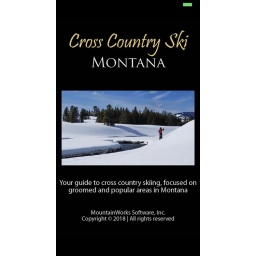 Cross Country Ski
MONTANA
Your guide to cross country skiing, focused on
groomed and popular areas in Montana
MountainWorks Software, Inc.
Copyright © 2018 | All rights reserved